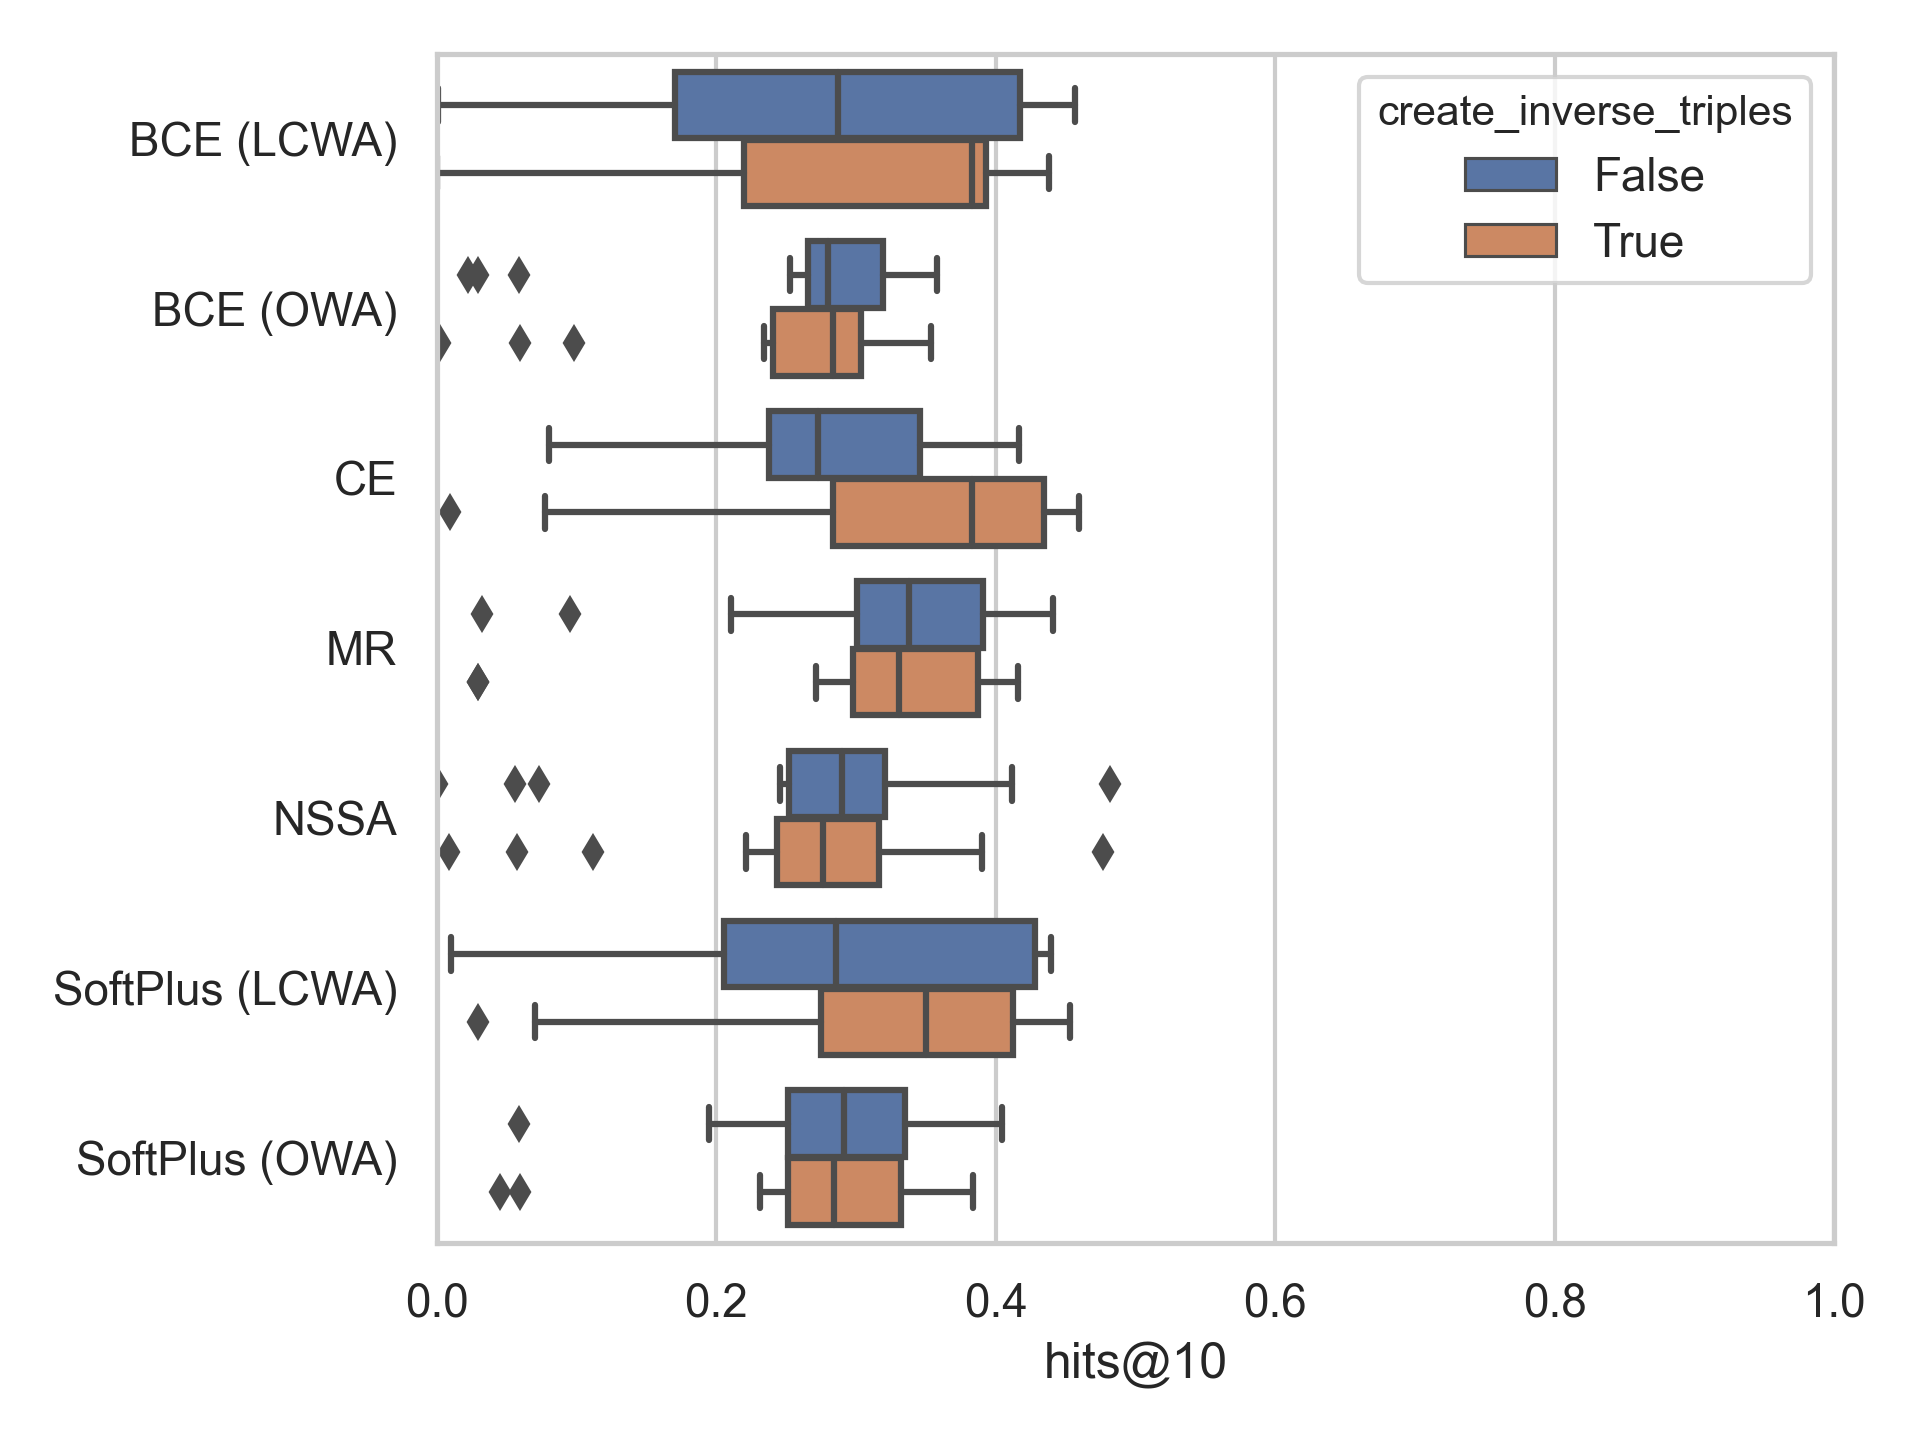 create_inverse_triples
False
True
BCE (LCWA)
BCE (OWA)
CE
MR
NSSA
SoftPlus (LCWA)
SoftPlus (OWA)
0.0 0.2 0.4 0.6 0.8 1.0
hits@10